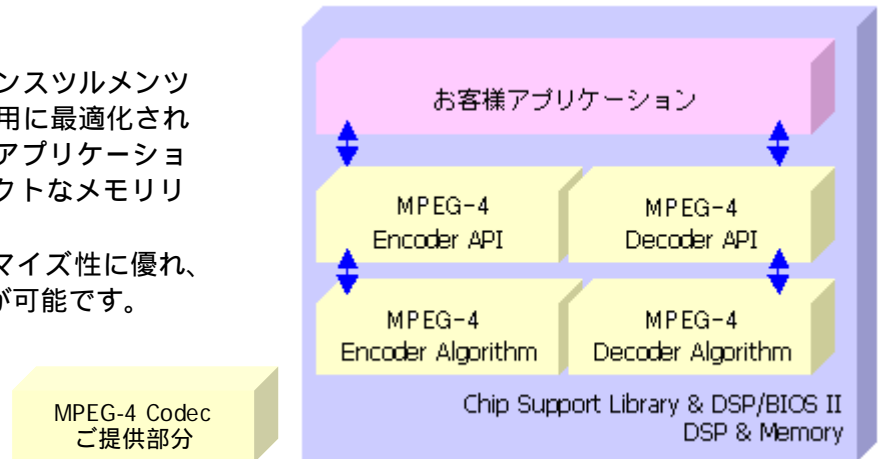 ンスツルメンツ
用に最適化され
アプリケーショ
クトなメモリリ
マイズ性に優れ、
が可能です。
お客様アプリケーション
MPEG-4
Encoder API
MPEG-4
Decoder API
MPEG-4
Encoder Algorithm
MPEG-4
Decoder Algorithm
Chip Support Library & DSP/BIOS II
DSP & Memory
MPEG-4 Codec
ご提供部分